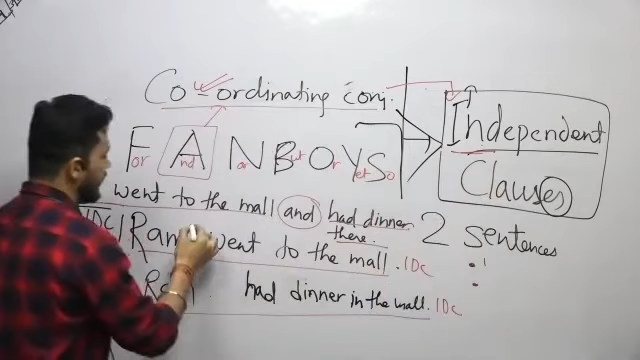 Co-ordinating conj.
FANBOYS
For And Nor But Or Yet So
Independent
Clauses
went to the mall and had dinner
there.
2 sentences
IDC Ram went to the mall. IDC
had dinner in the mall. IDC